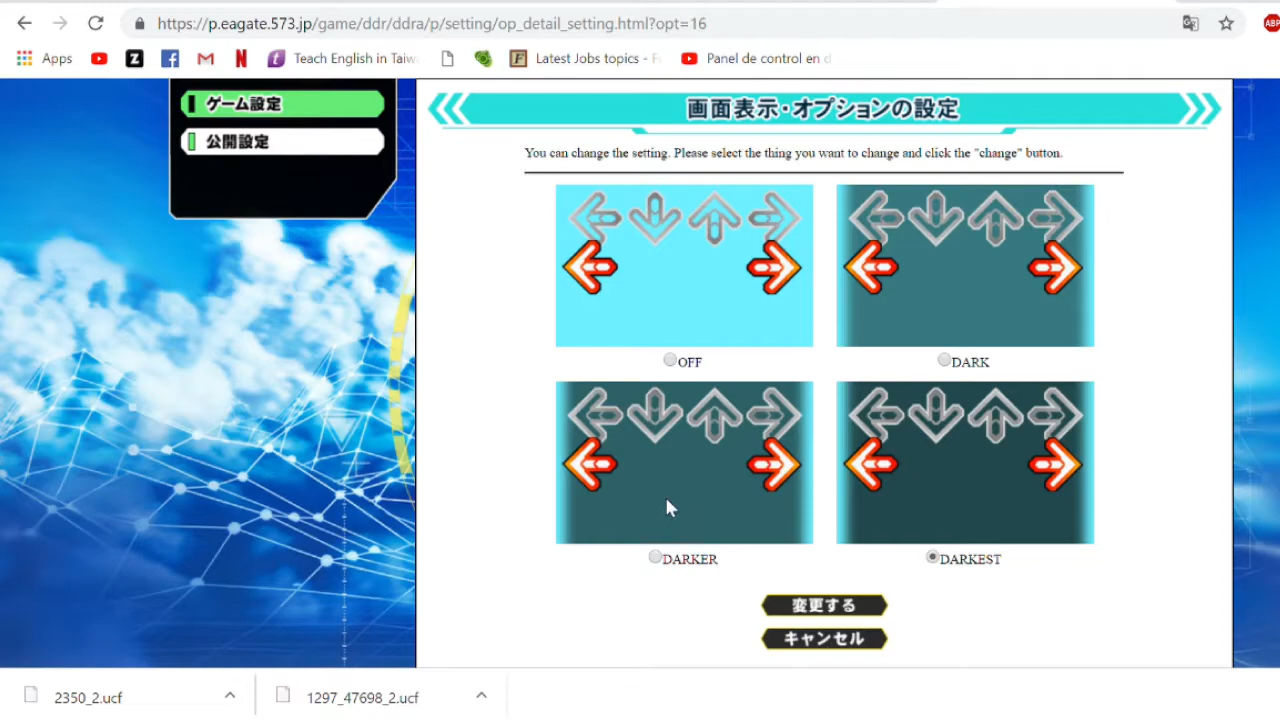 https://p.eagate.573.jp/game/ddr/ddra/p/setting/op_detail_setting.html?opt=16
ABP
Apps
Teach English in Taiw
Latest Jobs topics - F
Panel de control en d
ゲーム設定
公開設定
画面表示・オプションの設定
You can change the setting. Please select the thing you want to change and click the "change" button.
OFF
DARK
DARKER
DARKEST
変更する
キャンセル
2350_2.ucf
1297_47698_2.ucf